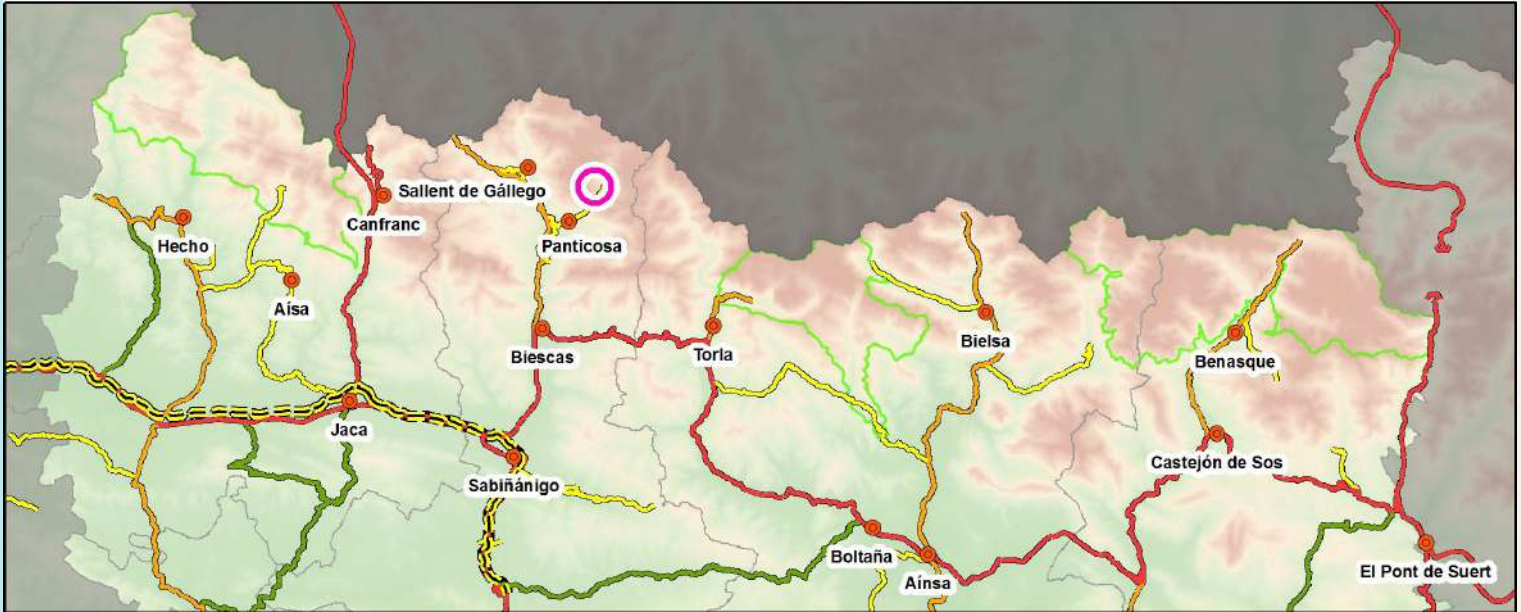 Sallent de Gállego
Canfranc
Hecho
Panticosa
Aísa
Biescas
Torla
Bielsa
Benasque
Jaca
Castejón de Sos
Sabiñánigo
Boltaña
Aínsa
El Pont de Suert